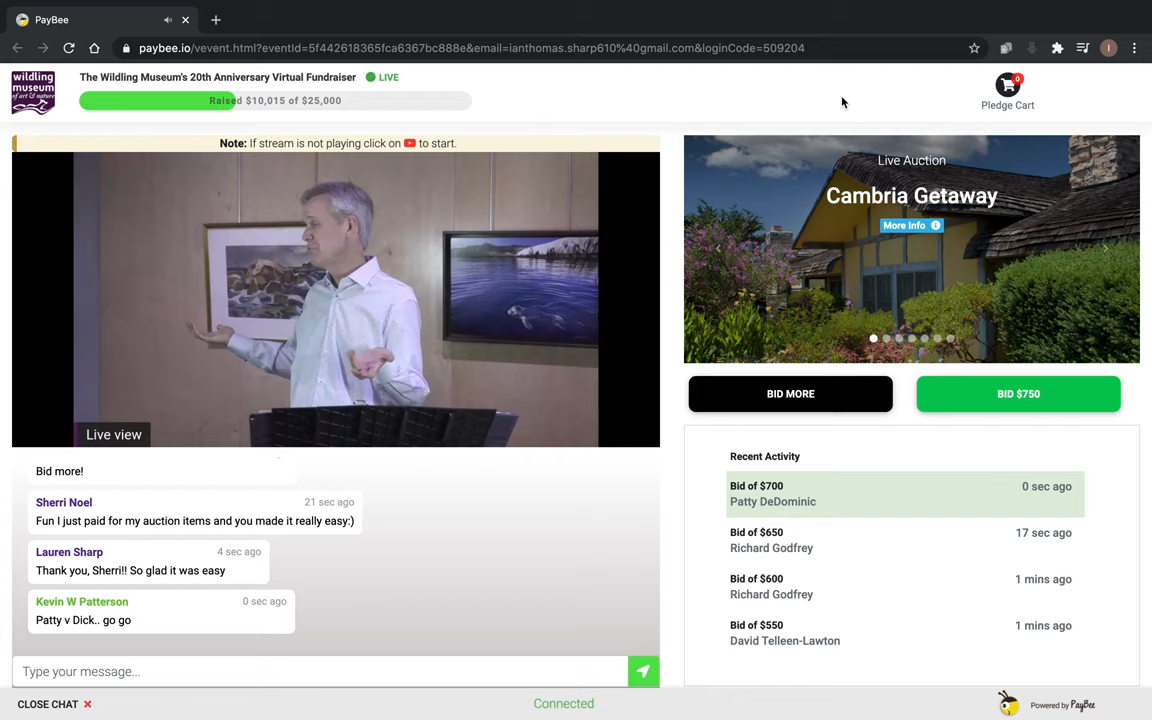 PayBee
paybee.io/vevent.html?eventId=5f442618365fca6367bc888e&email=ianthomas.sharp610%40gmail.com&loginCode=509204
I
wildling
museum
of art & nature
The Wildling Museum's 20th Anniversary Virtual Fundraiser
LIVE
Raised $10,015 of $25,000
0
Pledge Cart
Note: If stream is not playing click on to start.
Live view
Live Auction
Cambria Getaway
More Info
BID MORE
BID $750
Bid more!
Sherri Noel 21 sec ago
Fun I just paid for my auction items and you made it really easy:)
Lauren Sharp 4 sec ago
Thank you, Sherri!! So glad it was easy
Kevin W Patterson 0 sec ago
Patty v Dick.. go go
Type your message...
Recent Activity
Bid of $700 0 sec ago
Patty DeDominic
Bid of $650 17 sec ago
Richard Godfrey
Bid of $600 1 mins ago
Richard Godfrey
Bid of $550 1 mins ago
David Telleen-Lawton
CLOSE CHAT
Connected
Powered by PayBee